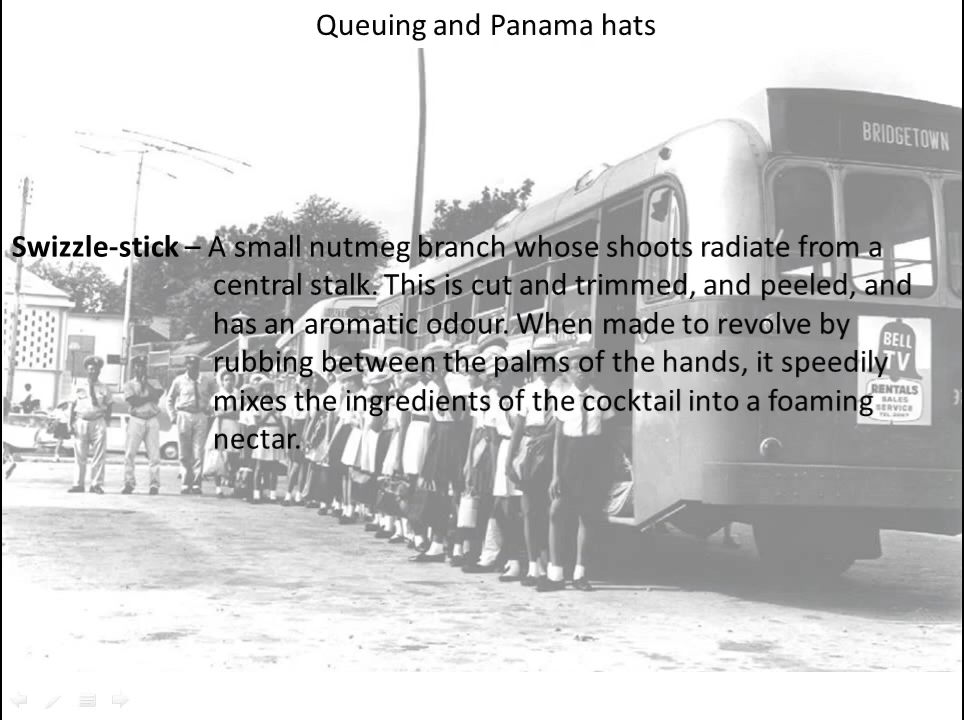 Queuing and Panama hats
BRIDGETOWN
Swizzle-stick – A small nutmeg branch whose shoots radiate from a
central stalk. This is cut and trimmed, and peeled, and
has an aromatic odour. When made to revolve by
rubbing between the palms of the hands, it speedily
mixes the ingredients of the cocktail into a foaming
nectar.
BELL
TV
RENTALS
SALES
SERVICE